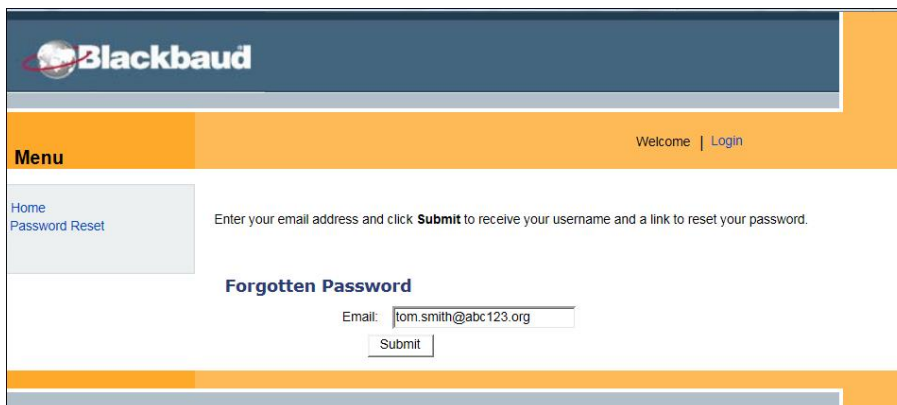 Blackbaud
Menu
Welcome | Login
Home
Password Reset
Enter your email address and click Submit to receive your username and a link to reset your password.
Forgotten Password
Email: tom.smith@abc123.org
Submit